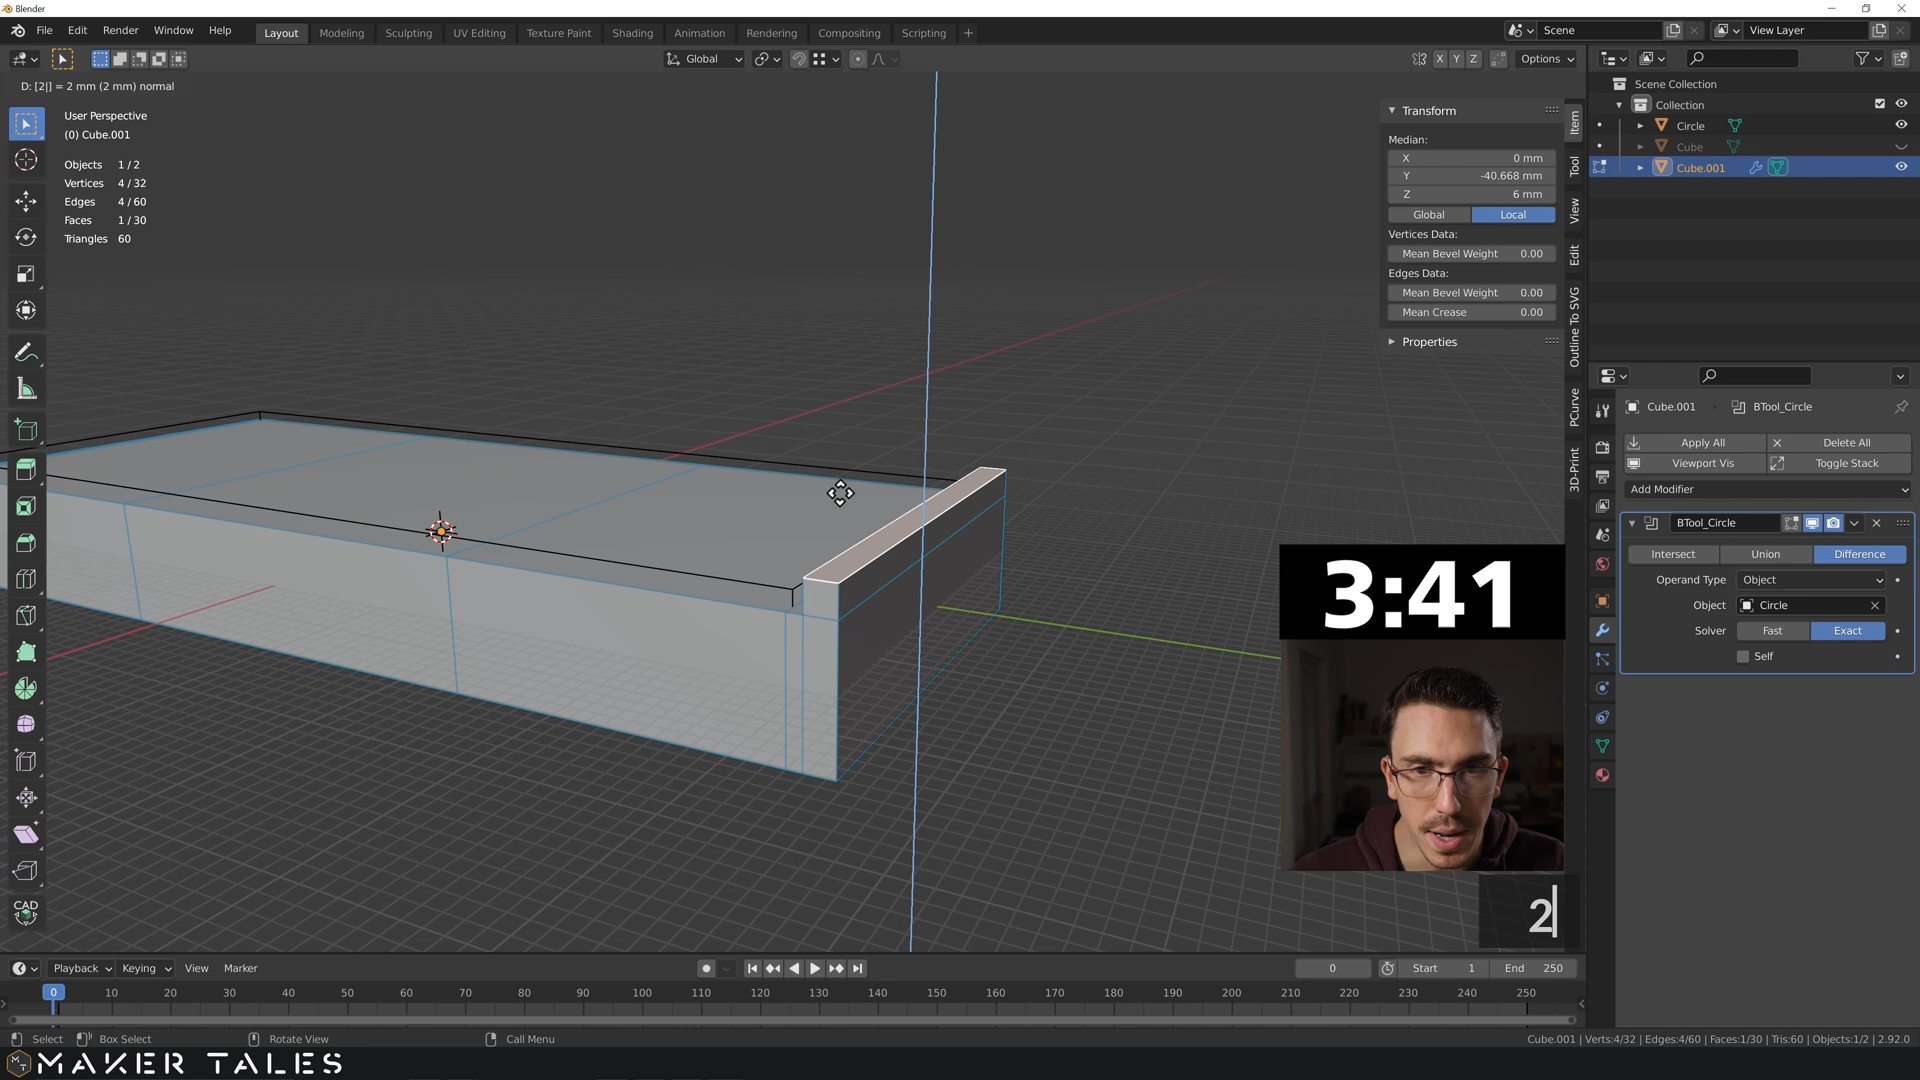 Blender
File Edit Render Window Help
Layout Modeling Sculpting UV Editing Texture Paint Shading Animation Rendering Compositing Scripting +
Scene
View Layer
Global
X Y Z
Options
D: [2|] = 2 mm (2 mm) normal
User Perspective
(0) Cube.001
Objects 1 / 2
Vertices 4 / 32
Edges 4 / 60
Faces 1 / 30
Triangles 60
CAD
Transform
Median:
X 0 mm
Y -40.668 mm
Z 6 mm
Global Local
Vertices Data:
Mean Bevel Weight 0.00
Edges Data:
Mean Bevel Weight 0.00
Mean Crease 0.00
Properties
Item
Tool
View
Edit
Outline To SVG
PCurve
3D-Print
Scene Collection
Collection
Circle
Cube
Cube.001
Cube.001 BTool_Circle
Apply All Delete All
Viewport Vis Toggle Stack
Add Modifier
BTool_Circle
Intersect Union Difference
Operand Type Object
Object Circle
Solver Fast Exact
Self
3:41
2
Playback Keying View Marker
0
Start 1 End 250
0 10 20 30 40 50 60 70 80 90 100 110 120 130 140 150 160 170 180 190 200 210 220 230 240 250
Select Box Select Rotate View Call Menu
Cube.001 | Verts:4/32 | Edges:4/60 | Faces:1/30 | Tris:60 | Objects:1/2 | 2.92.0
MAKER TALES